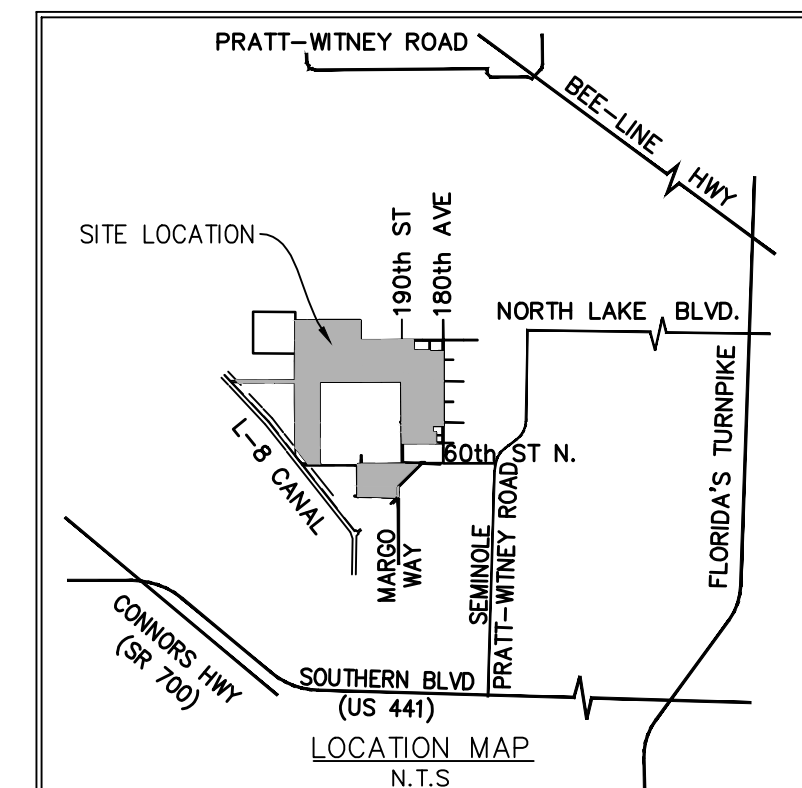 PRATT-WITNEY ROAD
BEE-LINE
HWY
SITE LOCATION
190th ST
180th AVE
NORTH LAKE BLVD.
FLORIDA'S TURNPIKE
L-8 CANAL
60th ST N.
MARGO
WAY
SEMINOLE
PRATT-WITNEY ROAD
CONNORS HWY
(SR 700)
SOUTHERN BLVD
(US 441)
LOCATION MAP
N.T.S